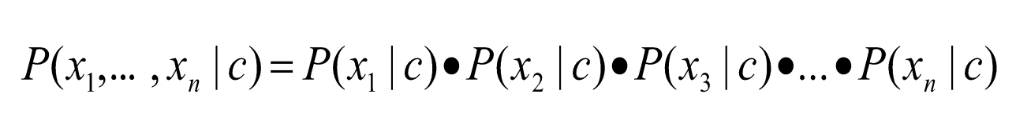 P(x₁,… ,xₙ | c) = P(x₁ | c)•P(x₂ | c)•P(x₃ | c)•...•P(xₙ | c)